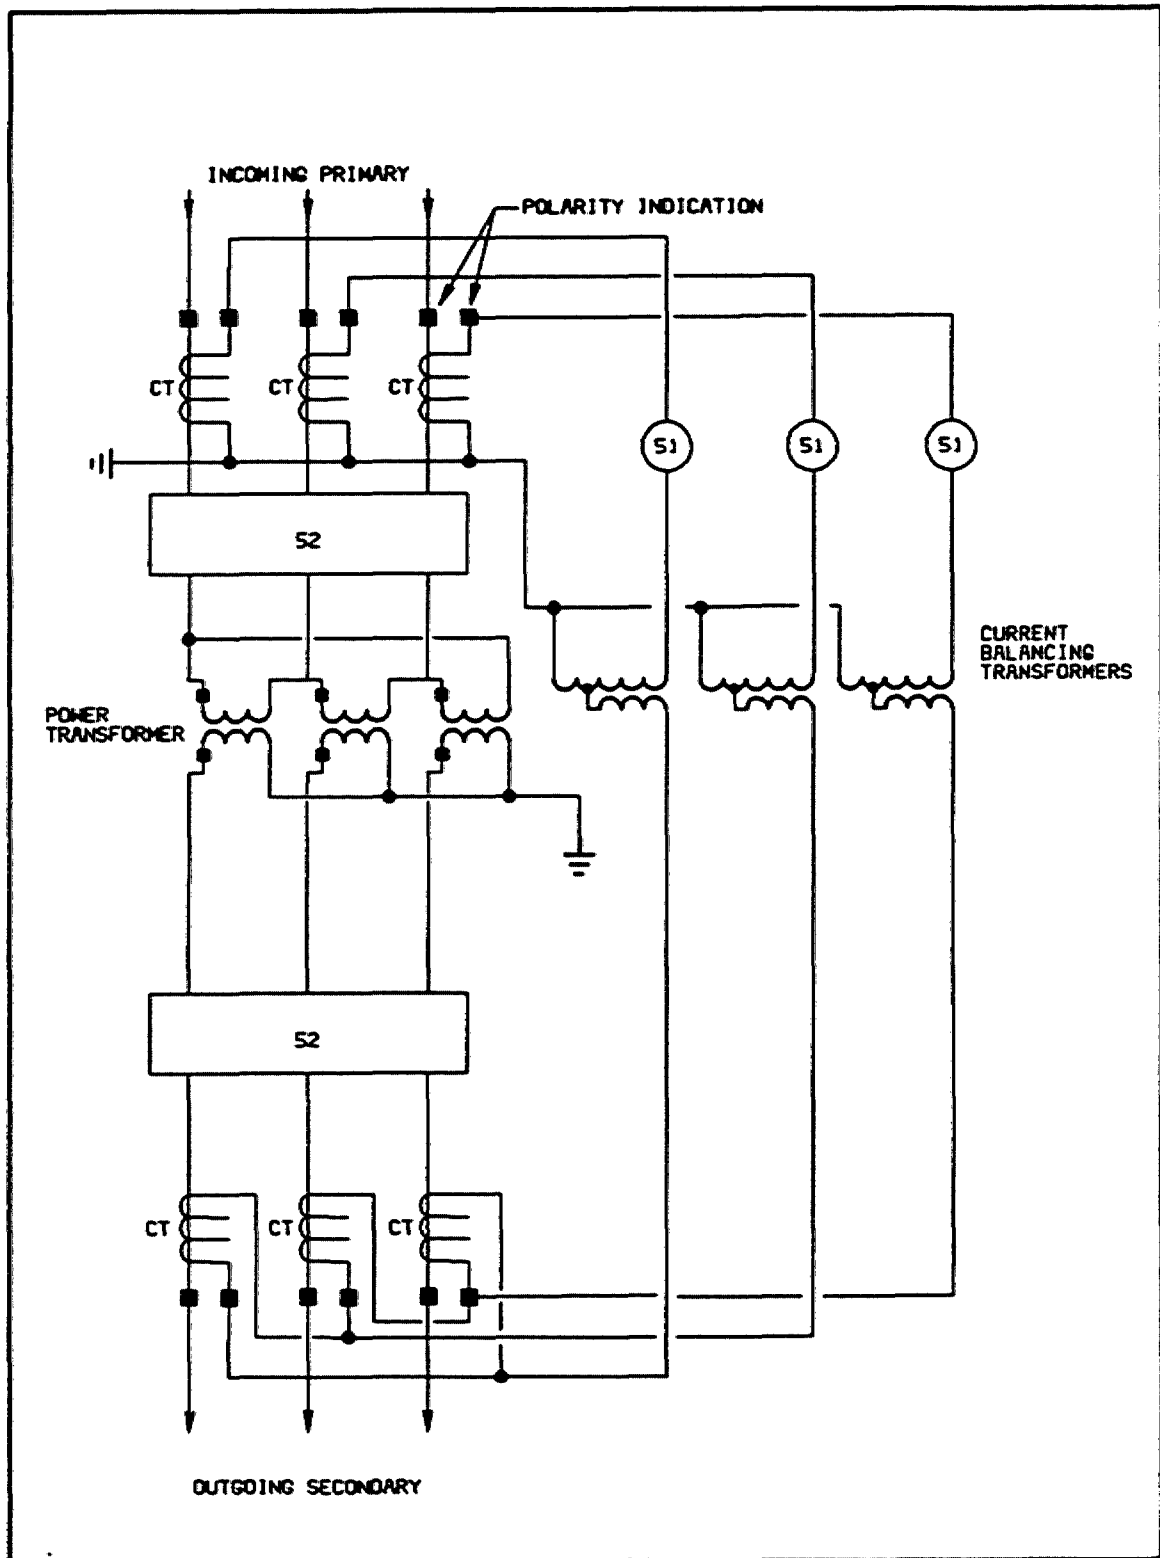 INCOMING PRIMARY
POLARITY INDICATION
CT
CT
CT
51
51
51
52
CURRENT
BALANCING
TRANSFORMERS
POWER
TRANSFORMER
52
CT
CT
CT
OUTGOING SECONDARY